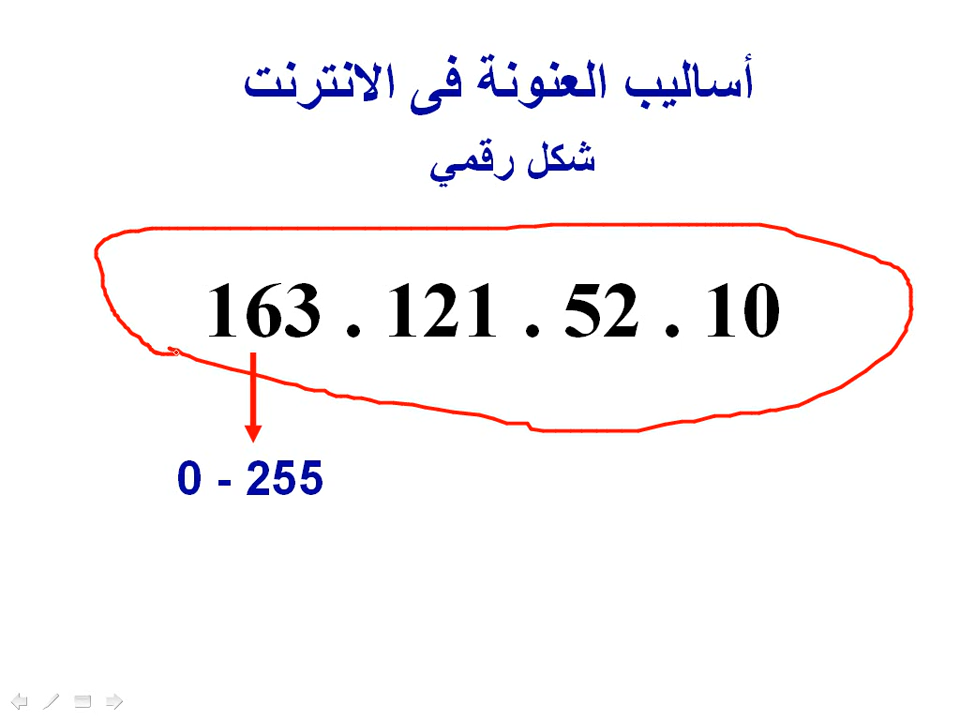 أساليب العنونة فى الانترنت
شكل رقمي
163 . 121 . 52 . 10
0 - 255